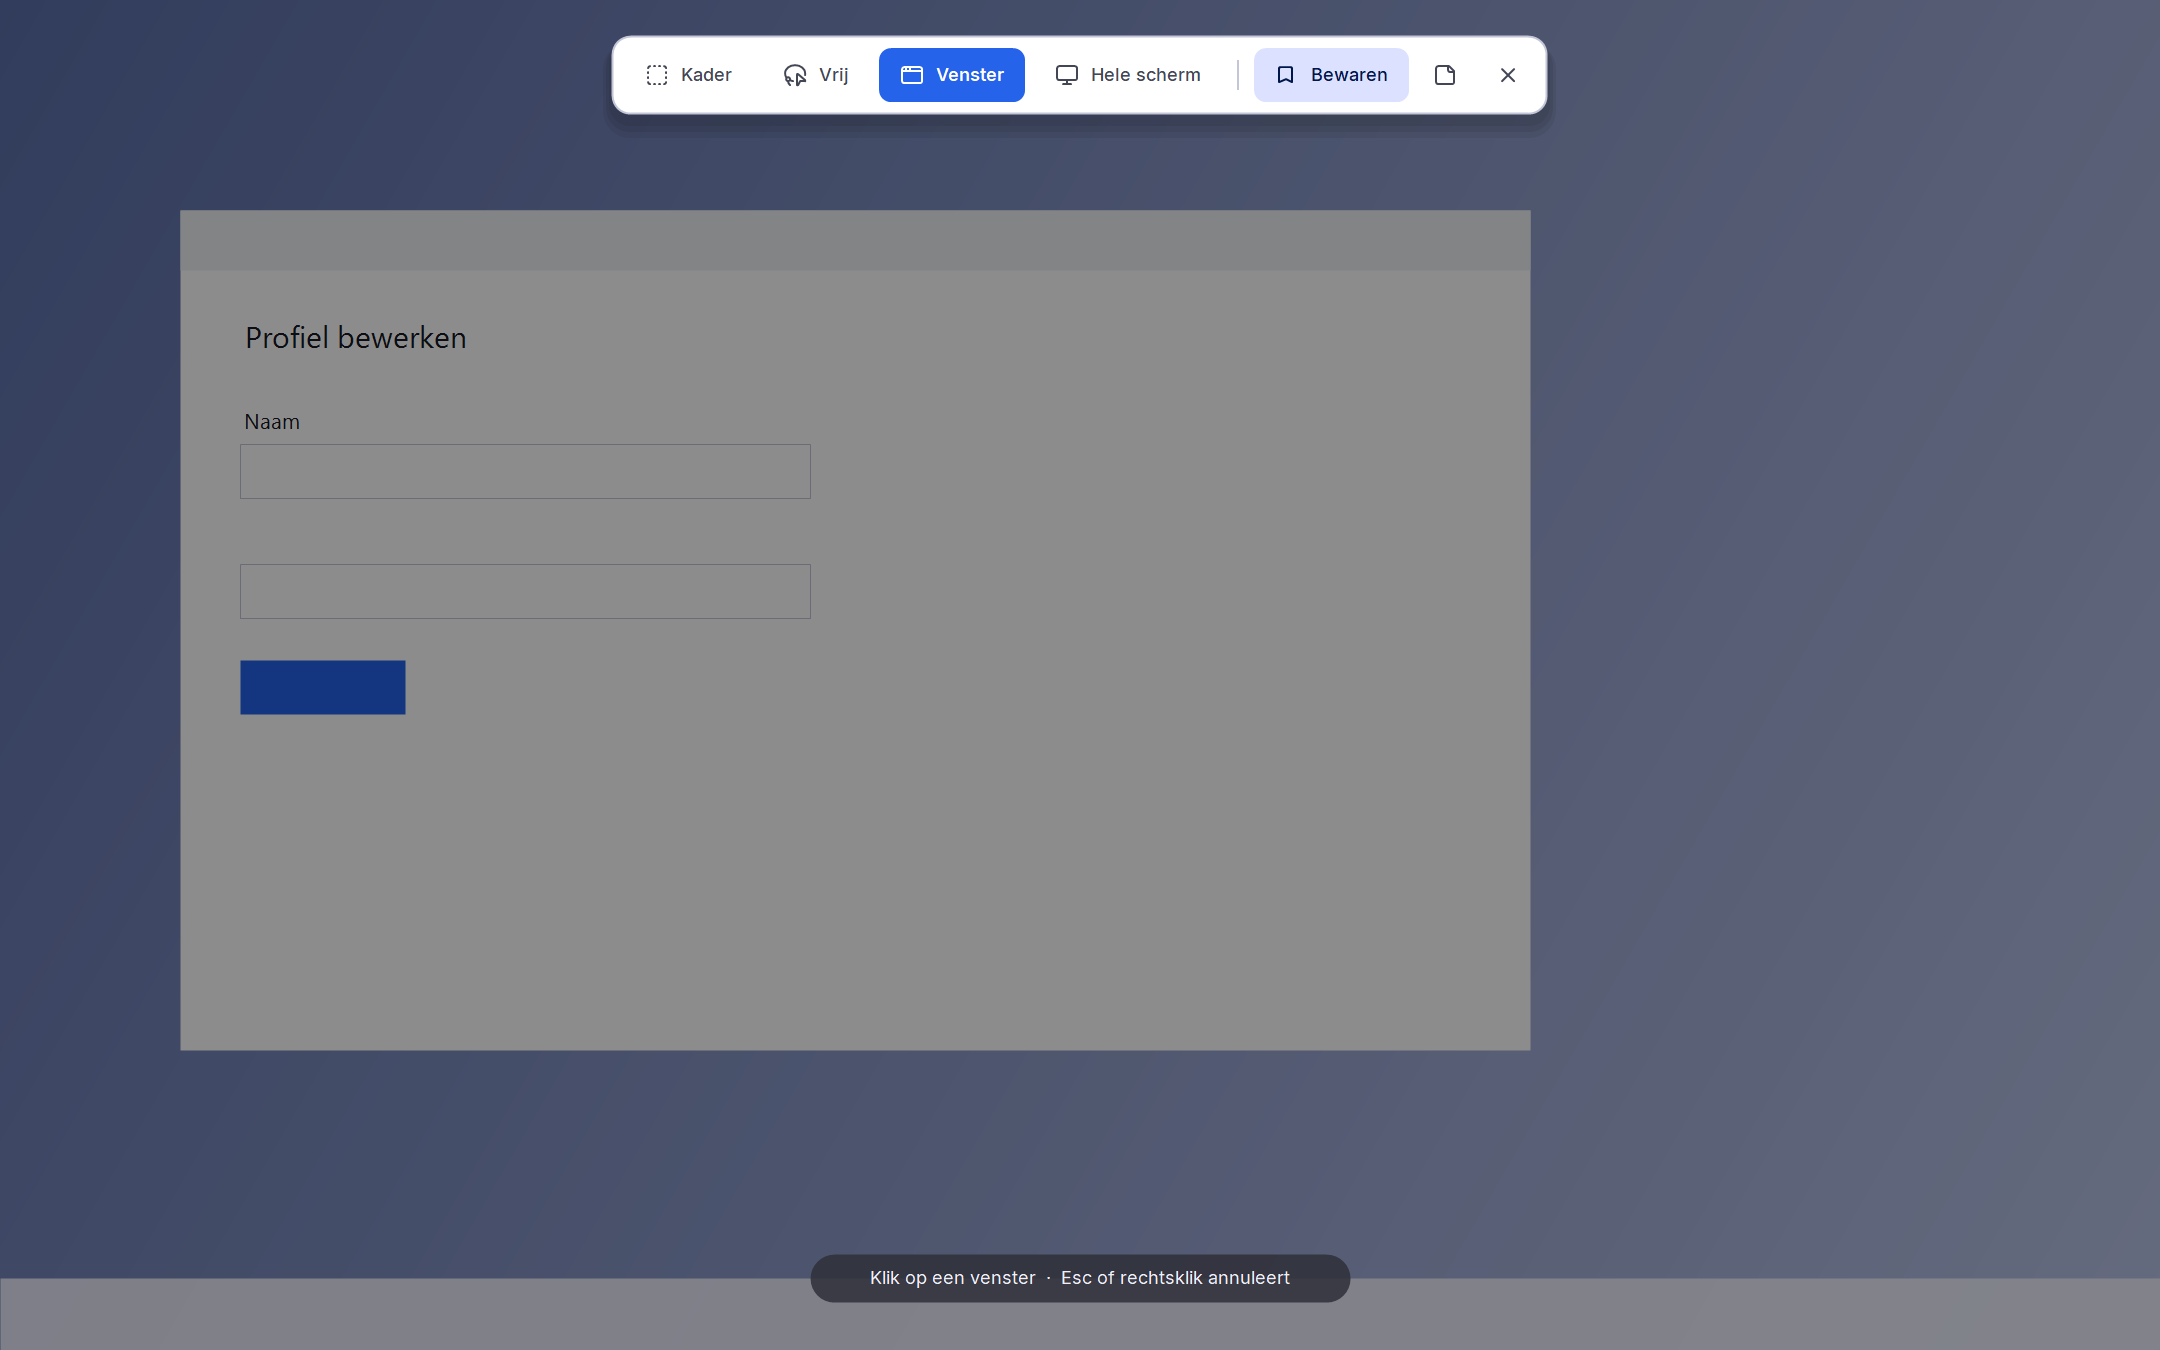 Kader Vrij Venster Hele scherm Bewaren
Profiel bewerken
Naam
Klik op een venster · Esc of rechtsklik annuleert